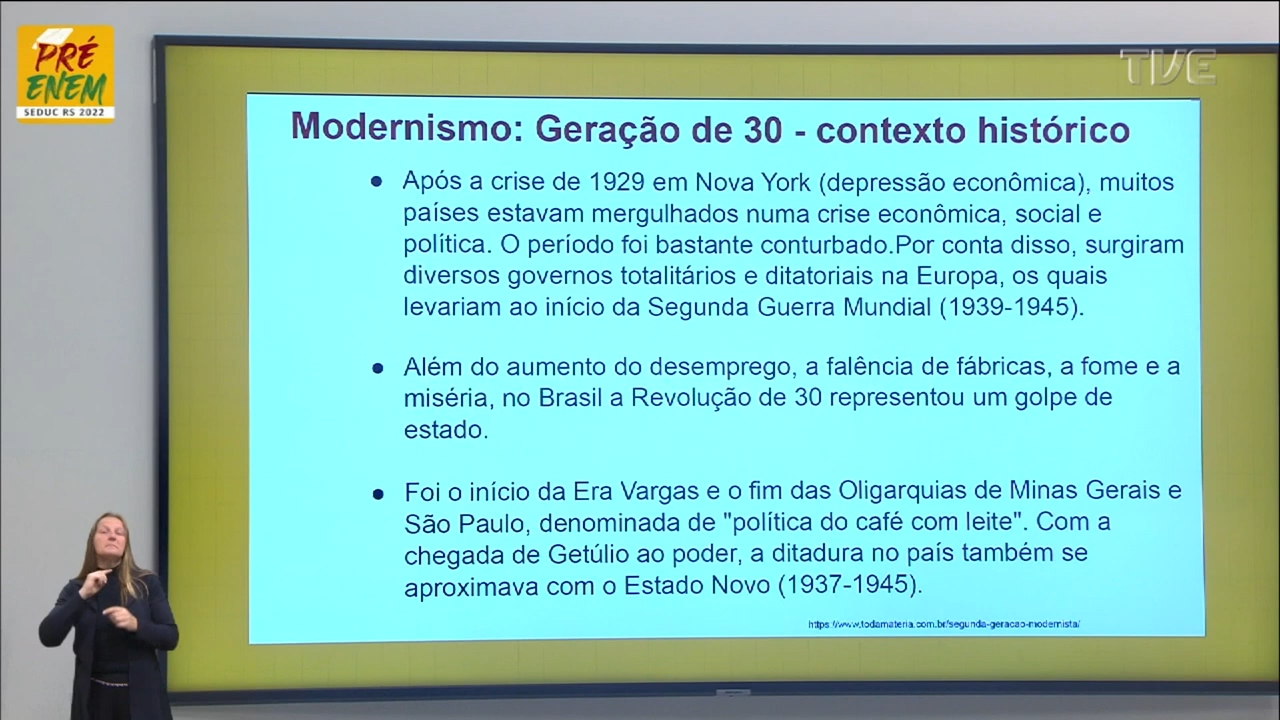 PRÉ
ENEM
SEDUC RS 2022
TVE
Modernismo: Geração de 30 - contexto histórico
● Após a crise de 1929 em Nova York (depressão econômica), muitos
países estavam mergulhados numa crise econômica, social e
política. O período foi bastante conturbado.Por conta disso, surgiram
diversos governos totalitários e ditatoriais na Europa, os quais
levariam ao início da Segunda Guerra Mundial (1939-1945).
● Além do aumento do desemprego, a falência de fábricas, a fome e a
miséria, no Brasil a Revolução de 30 representou um golpe de
estado.
● Foi o início da Era Vargas e o fim das Oligarquias de Minas Gerais e
São Paulo, denominada de "política do café com leite". Com a
chegada de Getúlio ao poder, a ditadura no país também se
aproximava com o Estado Novo (1937-1945).
https://www.todamateria.com.br/segunda-geracao-modernista/